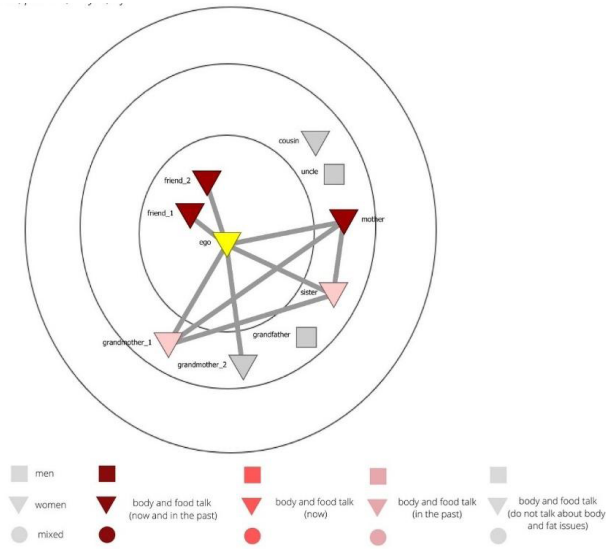 cousin
uncle
friend_2
friend_1
mother
ego
sister
grandfather
grandmother_1
grandmother_2
men
women
mixed
body and food talk
(now and in the past)
body and food talk
(now)
body and food talk
(in the past)
body and food talk
(do not talk about body
and fat issues)